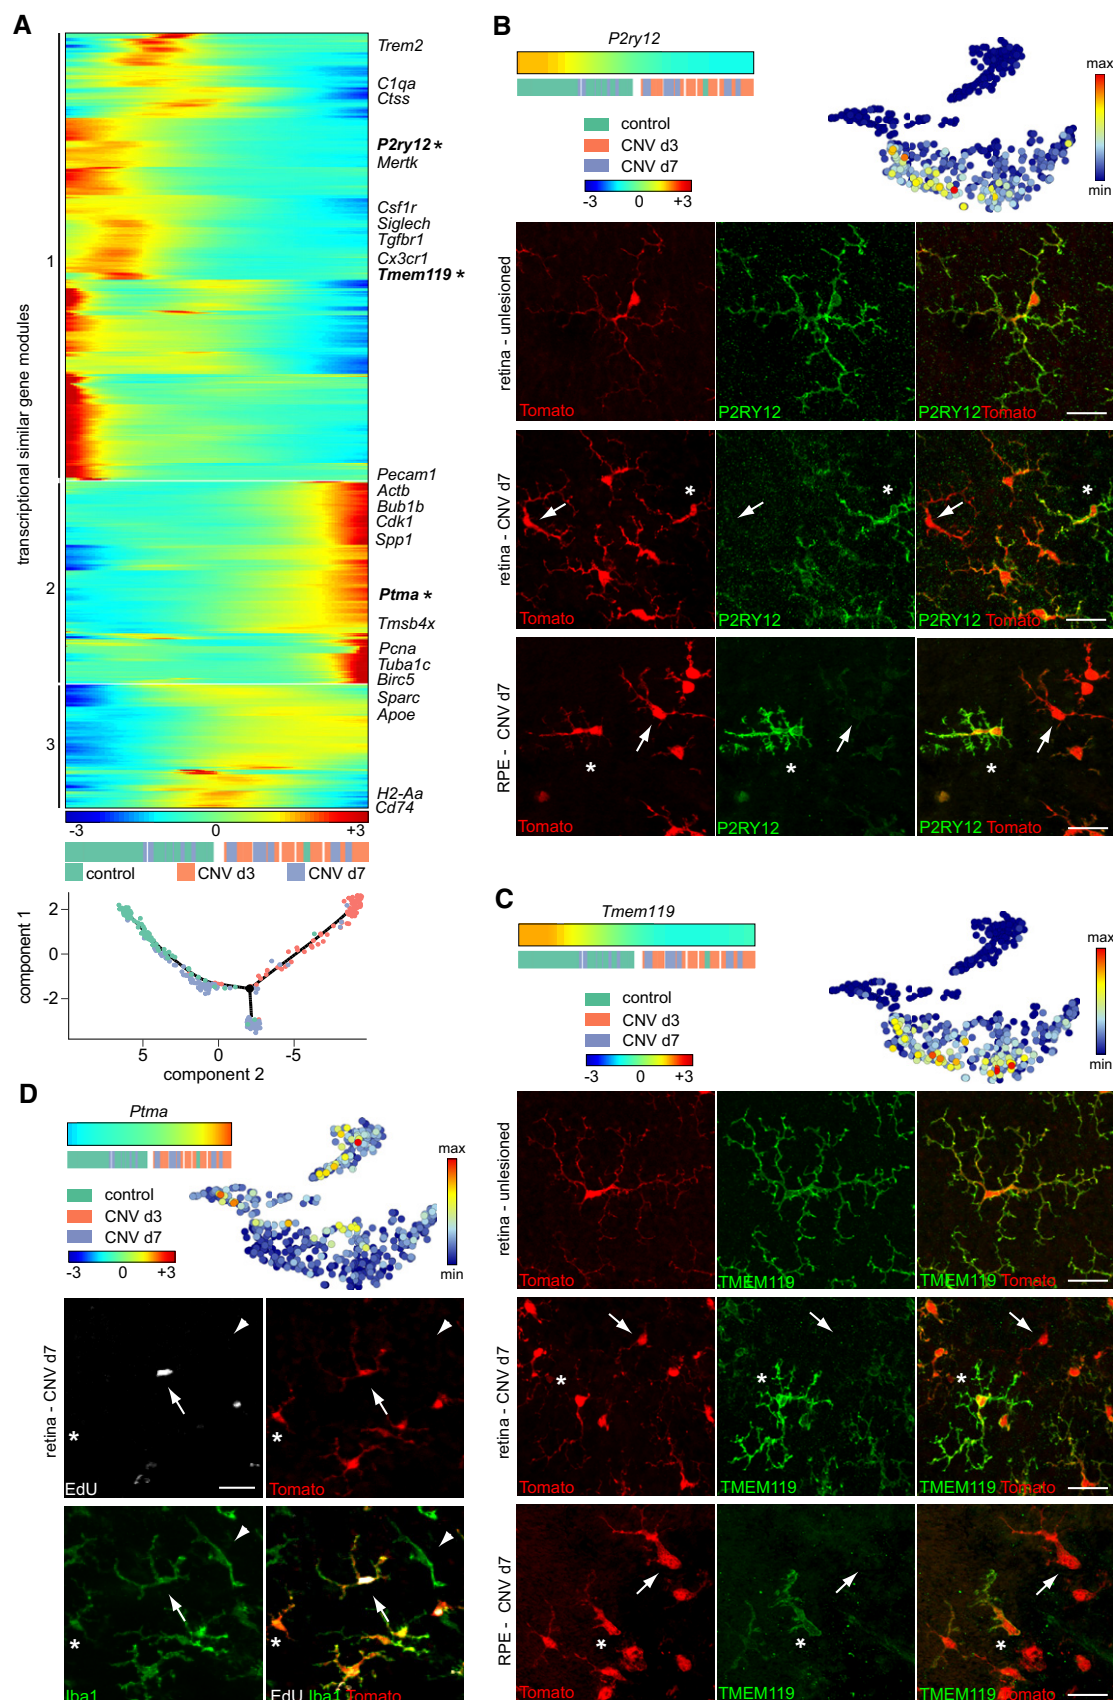 A
transcriptional similar gene modules
1
2
3
Trem2
C1qa
Ctss
P2ry12 *
Mertk
Csf1r
Siglech
Tgfbr1
Cx3cr1
Tmem119 *
Pecam1
Actb
Bub1b
Cdk1
Spp1
Ptma *
Tmsb4x
Pcna
Tuba1c
Birc5
Sparc
Apoe
H2-Aa
Cd74
-3 0 +3
control CNV d3 CNV d7
component 1
2
0
-2
5 0 -5
component 2
B
P2ry12
control
CNV d3
CNV d7
-3 0 +3
max
min
retina - unlesioned
Tomato
P2RY12
P2RY12 Tomato
retina - CNV d7
*
*
*
Tomato
P2RY12
P2RY12 Tomato
RPE - CNV d7
*
*
*
Tomato
P2RY12
P2RY12 Tomato
C
Tmem119
control
CNV d3
CNV d7
-3 0 +3
max
min
retina - unlesioned
Tomato
TMEM119
TMEM119 Tomato
retina - CNV d7
*
*
*
Tomato
TMEM119
TMEM119 Tomato
RPE - CNV d7
*
*
*
Tomato
TMEM119
TMEM119 Tomato
D
Ptma
control
CNV d3
CNV d7
-3 0 +3
max
min
retina - CNV d7
*
EdU
*
Tomato
*
Iba1
*
EdU Iba1 Tomato